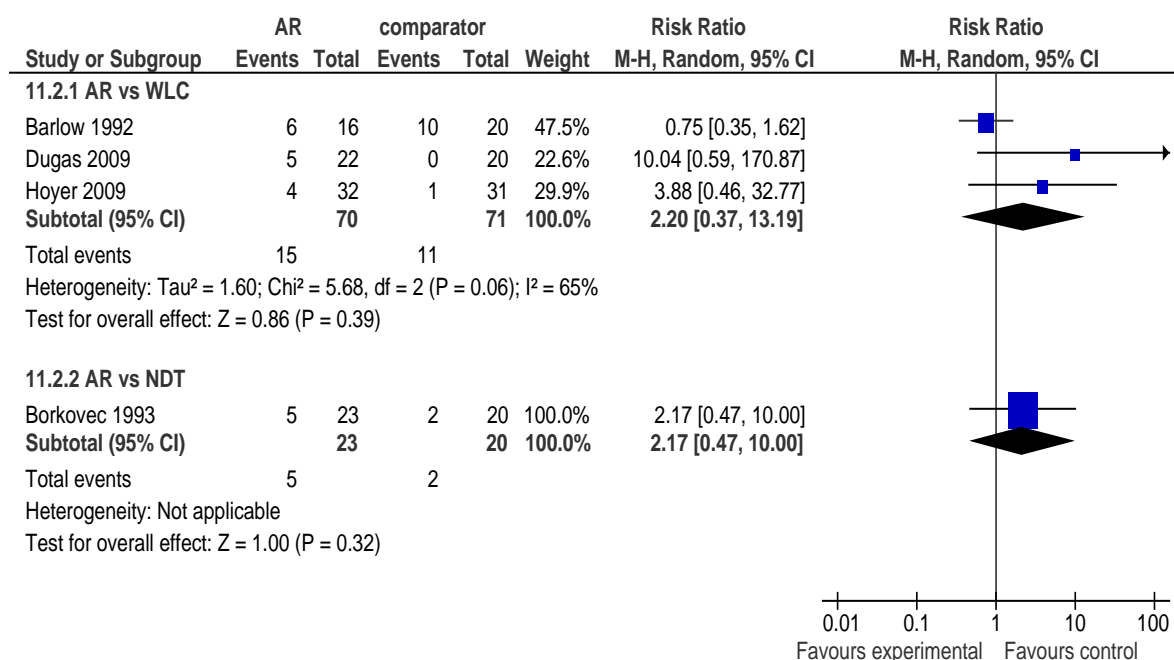 AR comparator Risk Ratio Risk Ratio
Study or Subgroup Events Total Events Total Weight M-H, Random, 95% CI M-H, Random, 95% CI
11.2.1 AR vs WLC
Barlow 1992 6 16 10 20 47.5% 0.75 [0.35, 1.62]
Dugas 2009 5 22 0 20 22.6% 10.04 [0.59, 170.87]
Hoyer 2009 4 32 1 31 29.9% 3.88 [0.46, 32.77]
Subtotal (95% CI) 70 71 100.0% 2.20 [0.37, 13.19]
Total events 15 11
Heterogeneity: Tau² = 1.60; Chi² = 5.68, df = 2 (P = 0.06); I² = 65%
Test for overall effect: Z = 0.86 (P = 0.39)
11.2.2 AR vs NDT
Borkovec 1993 5 23 2 20 100.0% 2.17 [0.47, 10.00]
Subtotal (95% CI) 23 20 100.0% 2.17 [0.47, 10.00]
Total events 5 2
Heterogeneity: Not applicable
Test for overall effect: Z = 1.00 (P = 0.32)
0.01 0.1 1 10 100
Favours experimental Favours control